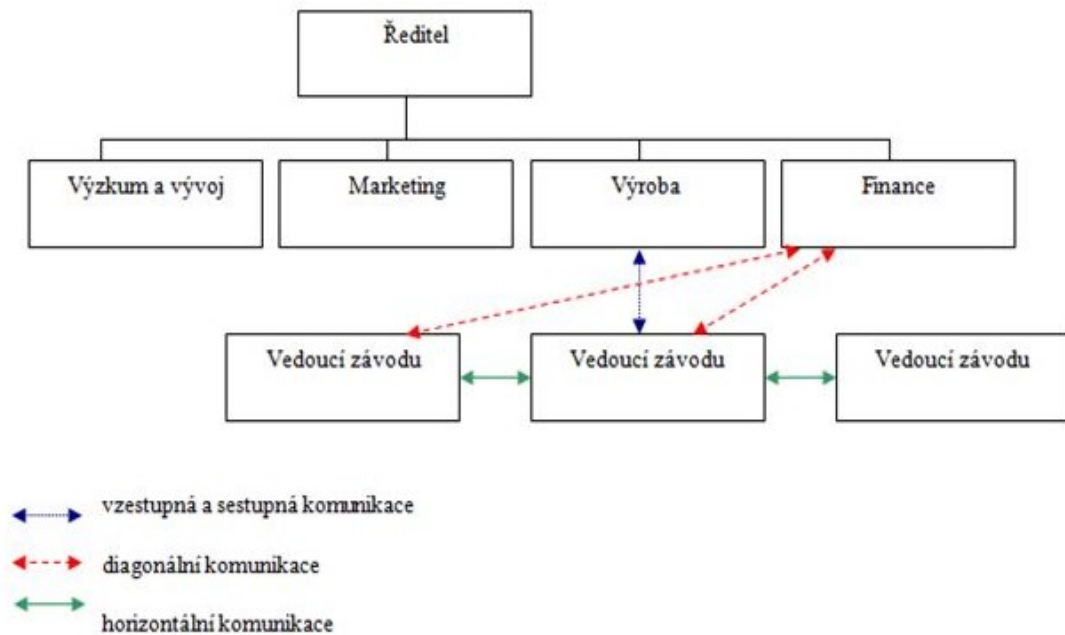 Ředitel
Výzkum a vývoj
Marketing
Výroba
Finance
Vedoucí závodu
Vedoucí závodu
Vedoucí závodu
vzestupná a sestupná komunikace
diagonální komunikace
horizontální komunikace